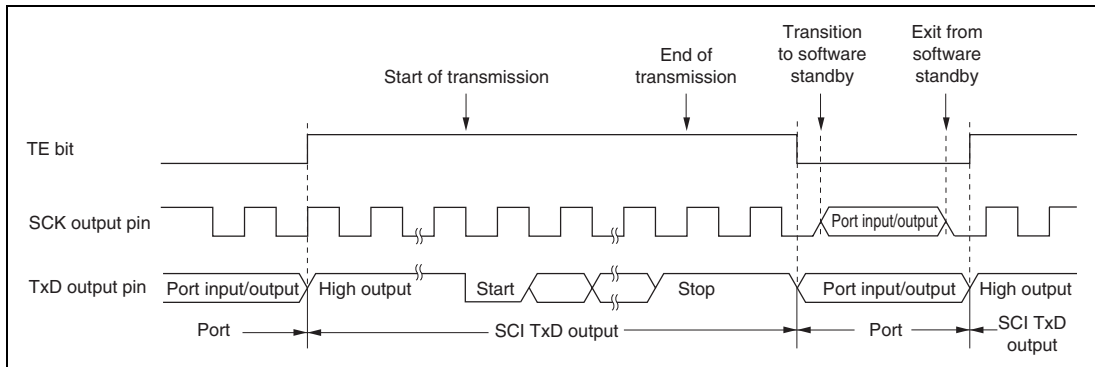 Transition
to software
standby
Exit from
software
standby
Start of transmission
End of
transmission
TE bit
SCK output pin
Port input/output
TxD output pin
Port input/output
High output
Start
Stop
Port input/output
High output
Port
SCI TxD output
Port
SCI TxD
output